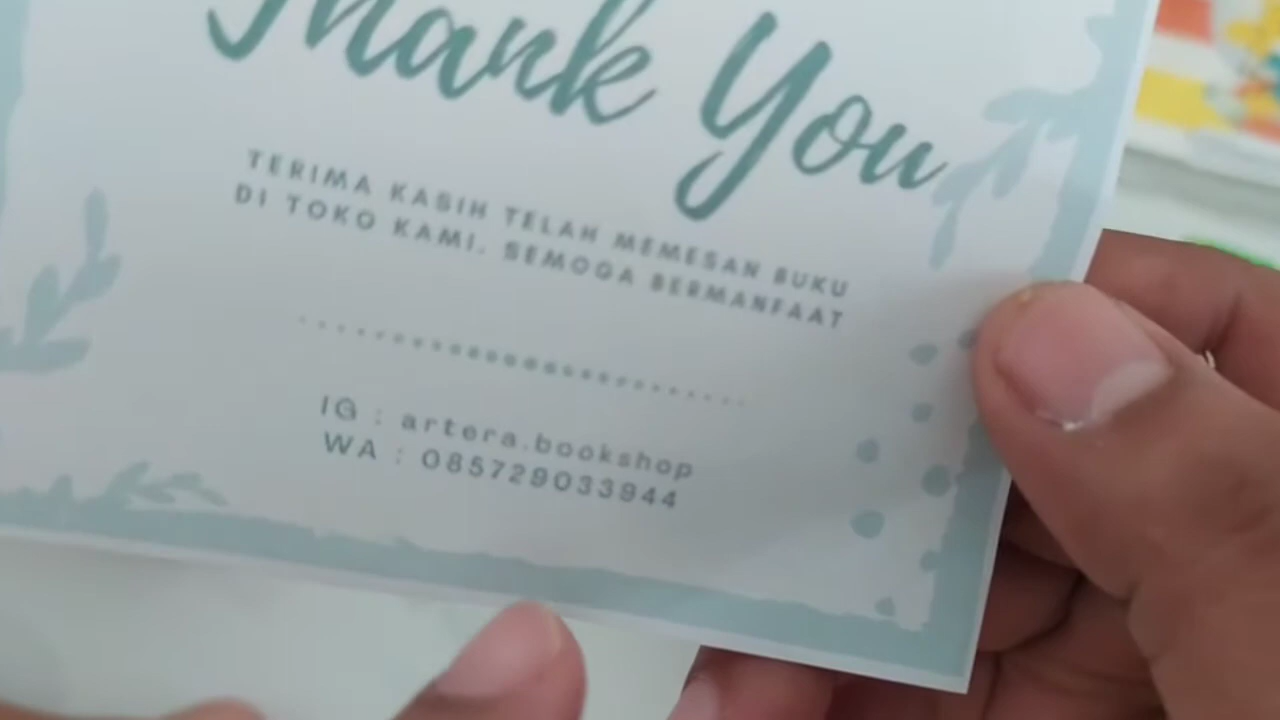 Thank You
TERIMA KASIH TELAH MEMESAN BUKU
DI TOKO KAMI. SEMOGA BERMANFAAT
IG : artera.bookshop
WA : 085729033944